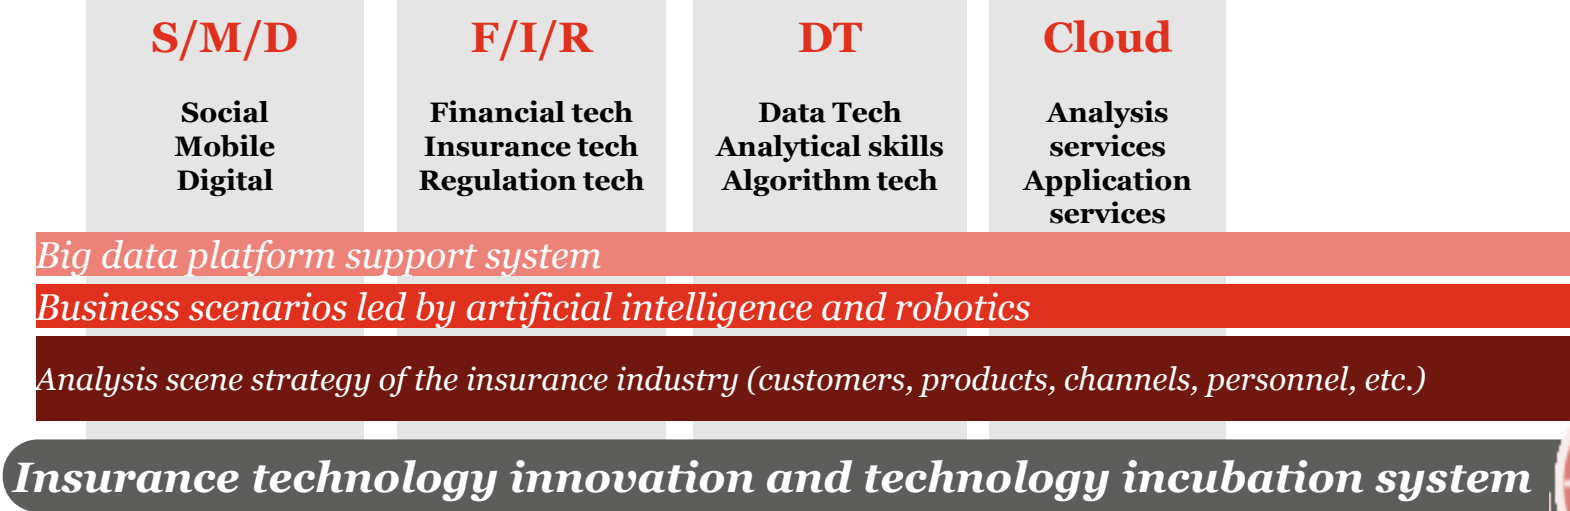 S/M/D
Social
Mobile
Digital
F/I/R
Financial tech
Insurance tech
Regulation tech
DT
Data Tech
Analytical skills
Algorithm tech
Cloud
Analysis
services
Application
services
Big data platform support system
Business scenarios led by artificial intelligence and robotics
Analysis scene strategy of the insurance industry (customers, products, channels, personnel, etc.)
Insurance technology innovation and technology incubation system